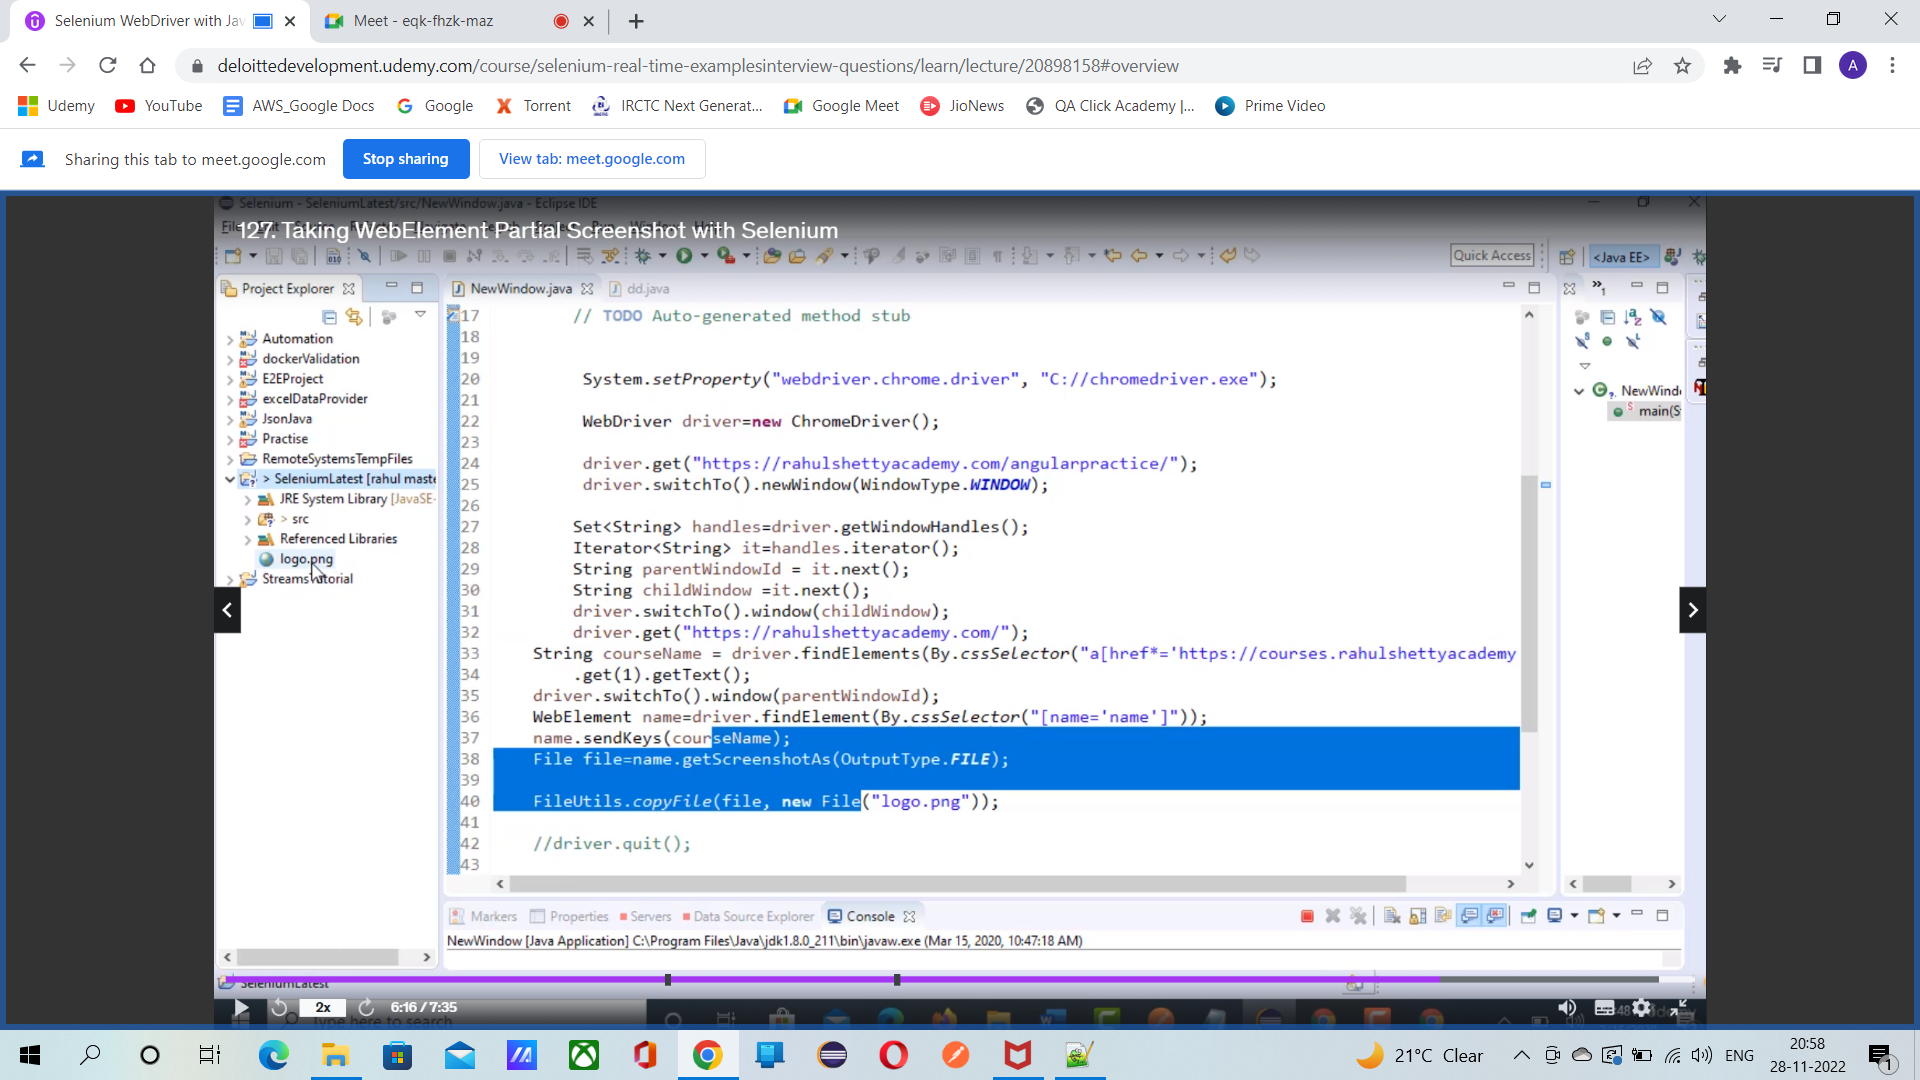 Selenium WebDriver with Jav
Meet - eqk-fhzk-maz
deloittedevelopment.udemy.com/course/selenium-real-time-examplesinterview-questions/learn/lecture/20898158#overview
A
Udemy YouTube AWS_Google Docs Google Torrent IRCTC Next Generat... Google Meet JioNews QA Click Academy |... Prime Video
Sharing this tab to meet.google.com Stop sharing View tab: meet.google.com
Selenium - SeleniumLatest/src/NewWindow.java - Eclipse IDE
127. Taking WebElement Partial Screenshot with Selenium
Quick Access <Java EE>
Project Explorer NewWindow.java dd.java
Automation
dockerValidation
E2EProject
excelDataProvider
JsonJava
Practise
RemoteSystemsTempFiles
> SeleniumLatest [rahul maste
JRE System Library [JavaSE-
> src
Referenced Libraries
logo.png
StreamsTutorial
17 // TODO Auto-generated method stub
18
19
20 System.setProperty("webdriver.chrome.driver", "C://chromedriver.exe");
21
22 WebDriver driver=new ChromeDriver();
23
24 driver.get("https://rahulshettyacademy.com/angularpractice/");
25 driver.switchTo().newWindow(WindowType.WINDOW);
26
27 Set<String> handles=driver.getWindowHandles();
28 Iterator<String> it=handles.iterator();
29 String parentWindowId = it.next();
30 String childWindow =it.next();
31 driver.switchTo().window(childWindow);
32 driver.get("https://rahulshettyacademy.com/");
33 String courseName = driver.findElements(By.cssSelector("a[href*='https://courses.rahulshettyacademy
34 .get(1).getText();
35 driver.switchTo().window(parentWindowId);
36 WebElement name=driver.findElement(By.cssSelector("[name='name']"));
37 name.sendKeys(courseName);
38 File file=name.getScreenshotAs(OutputType.FILE);
39
40 FileUtils.copyFile(file, new File("logo.png"));
41
42 //driver.quit();
43
NewWind
main(S
Markers Properties Servers Data Source Explorer Console
NewWindow [Java Application] C:\Program Files\Java\jdk1.8.0_211\bin\javaw.exe (Mar 15, 2020, 10:47:18 AM)
SeleniumLatest
2x 6:16 / 7:35
Type here to search
21°C Clear ENG 20:58
28-11-2022
1